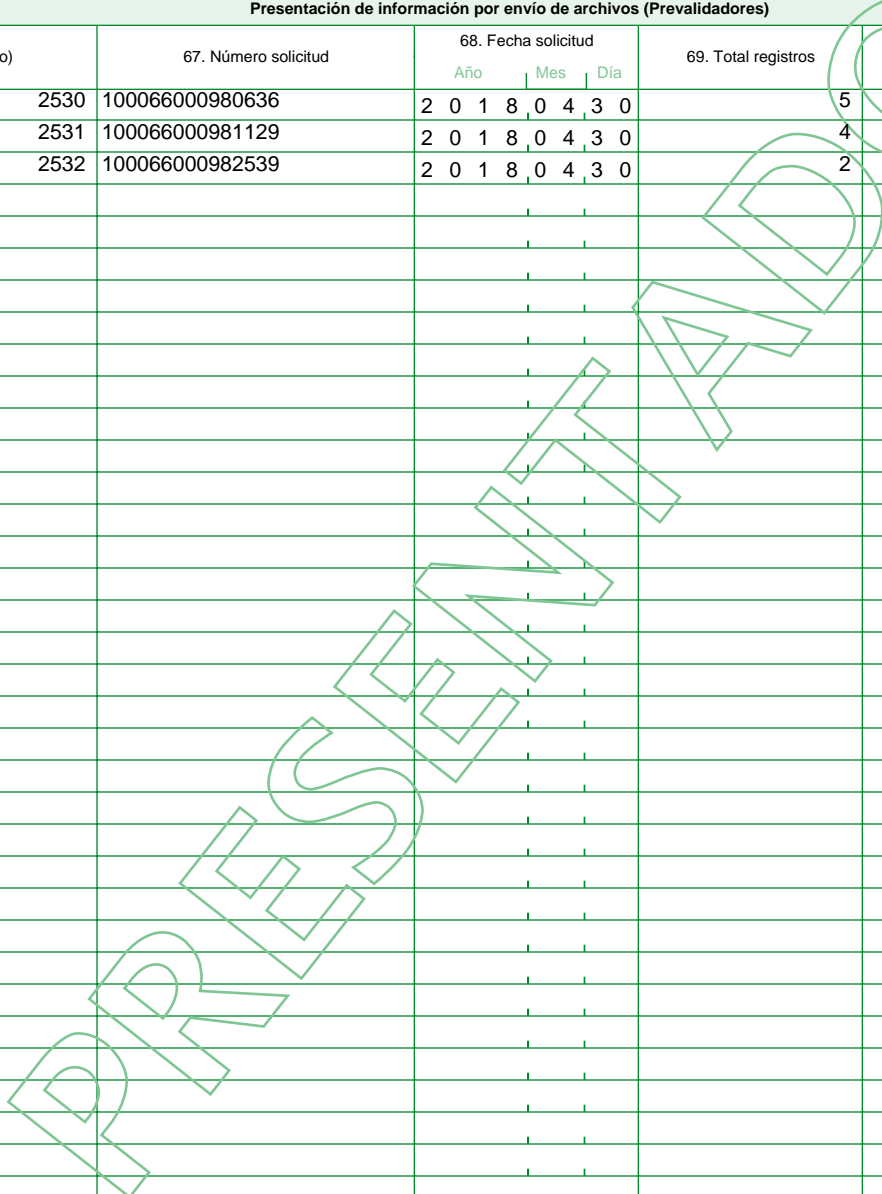 Presentación de información por envío de archivos (Prevalidadores)
o) 67. Número solicitud 68. Fecha solicitud 69. Total registros
Año Mes Día
2530 100066000980636 2 0 1 8 0 4 3 0 5
2531 100066000981129 2 0 1 8 0 4 3 0 4
2532 100066000982539 2 0 1 8 0 4 3 0 2
PRESENTADO